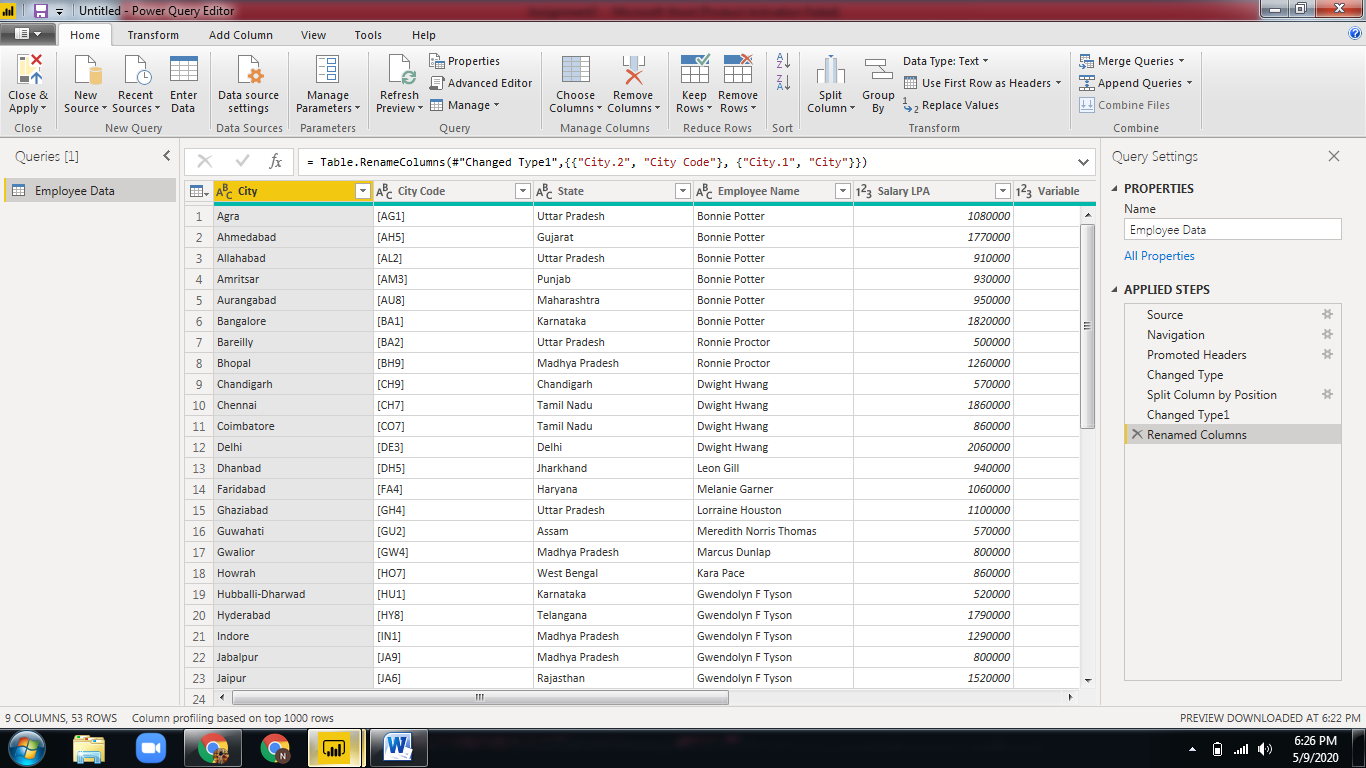 Untitled - Power Query Editor
Home Transform Add Column View Tools Help
Close & Apply
New Source
Recent Sources
Enter Data
Data source settings
Manage Parameters
Refresh Preview
Properties
Advanced Editor
Manage
Choose Columns
Remove Columns
Keep Rows
Remove Rows
A Z
Z A
Split Column
Group By
Data Type: Text
Use First Row as Headers
1 2 Replace Values
Merge Queries
Append Queries
Combine Files
Close New Query Data Sources Parameters Query Manage Columns Reduce Rows Sort Transform Combine
Queries [1]
Employee Data
fx = Table.RenameColumns(#"Changed Type1",{{"City.2", "City Code"}, {"City.1", "City"}})
ABC City ABC City Code ABC State ABC Employee Name 123 Salary LPA 123 Variable
1 Agra [AG1] Uttar Pradesh Bonnie Potter 1080000
2 Ahmedabad [AH5] Gujarat Bonnie Potter 1770000
3 Allahabad [AL2] Uttar Pradesh Bonnie Potter 910000
4 Amritsar [AM3] Punjab Bonnie Potter 930000
5 Aurangabad [AU8] Maharashtra Bonnie Potter 950000
6 Bangalore [BA1] Karnataka Bonnie Potter 1820000
7 Bareilly [BA2] Uttar Pradesh Ronnie Proctor 500000
8 Bhopal [BH9] Madhya Pradesh Ronnie Proctor 1260000
9 Chandigarh [CH9] Chandigarh Dwight Hwang 570000
10 Chennai [CH7] Tamil Nadu Dwight Hwang 1860000
11 Coimbatore [CO7] Tamil Nadu Dwight Hwang 860000
12 Delhi [DE3] Delhi Dwight Hwang 2060000
13 Dhanbad [DH5] Jharkhand Leon Gill 940000
14 Faridabad [FA4] Haryana Melanie Garner 1060000
15 Ghaziabad [GH4] Uttar Pradesh Lorraine Houston 1100000
16 Guwahati [GU2] Assam Meredith Norris Thomas 570000
17 Gwalior [GW4] Madhya Pradesh Marcus Dunlap 800000
18 Howrah [HO7] West Bengal Kara Pace 860000
19 Hubballi-Dharwad [HU1] Karnataka Gwendolyn F Tyson 520000
20 Hyderabad [HY8] Telangana Gwendolyn F Tyson 1790000
21 Indore [IN1] Madhya Pradesh Gwendolyn F Tyson 1290000
22 Jabalpur [JA9] Madhya Pradesh Gwendolyn F Tyson 800000
23 Jaipur [JA6] Rajasthan Gwendolyn F Tyson 1520000
24
Query Settings
PROPERTIES
Name
Employee Data
All Properties
APPLIED STEPS
Source
Navigation
Promoted Headers
Changed Type
Split Column by Position
Changed Type1
Renamed Columns
9 COLUMNS, 53 ROWS Column profiling based on top 1000 rows PREVIEW DOWNLOADED AT 6:22 PM
N
W
6:26 PM
5/9/2020